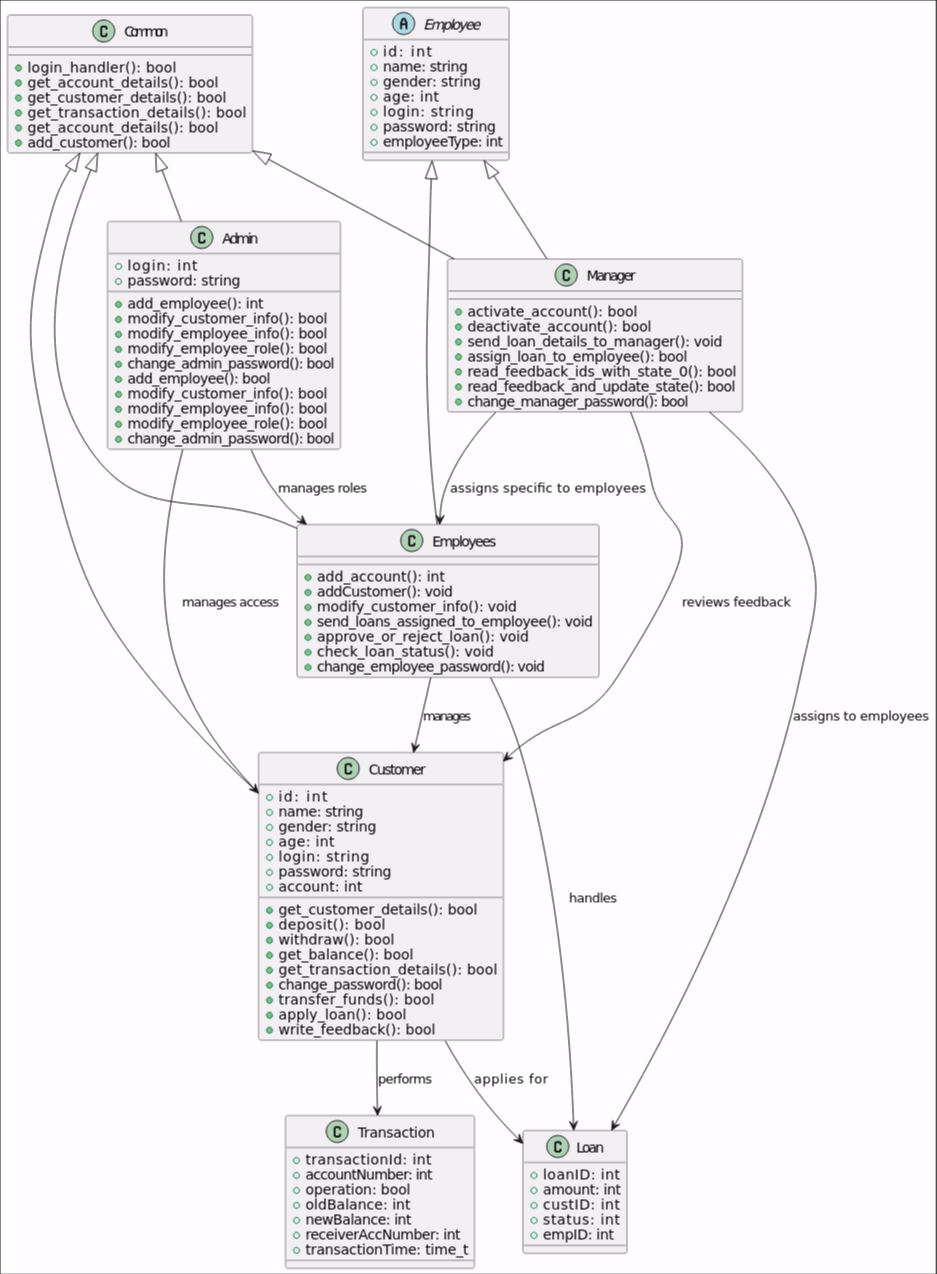 C Common
login_handler(): bool
get_account_details(): bool
get_customer_details(): bool
get_transaction_details(): bool
get_account_details(): bool
add_customer(): bool
A Employee
id: int
name: string
gender: string
age: int
login: string
password: string
employeeType: int
C Admin
login: int
password: string
add_employee(): int
modify_customer_info(): bool
modify_employee_info(): bool
modify_employee_role(): bool
change_admin_password(): bool
add_employee(): bool
modify_customer_info(): bool
modify_employee_info(): bool
modify_employee_role(): bool
change_admin_password(): bool
C Manager
activate_account(): bool
deactivate_account(): bool
send_loan_details_to_manager(): void
assign_loan_to_employee(): bool
read_feedback_ids_with_state_0(): bool
read_feedback_and_update_state(): bool
change_manager_password(): bool
manages roles
assigns specific to employees
C Employees
add_account(): int
addCustomer(): void
modify_customer_info(): void
send_loans_assigned_to_employee(): void
approve_or_reject_loan(): void
check_loan_status(): void
change_employee_password(): void
manages access
reviews feedback
manages
assigns to employees
C Customer
id: int
name: string
gender: string
age: int
login: string
password: string
account: int
get_customer_details(): bool
deposit(): bool
withdraw(): bool
get_balance(): bool
get_transaction_details(): bool
change_password(): bool
transfer_funds(): bool
apply_loan(): bool
write_feedback(): bool
handles
performs
applies for
C Transaction
transactionId: int
accountNumber: int
operation: bool
oldBalance: int
newBalance: int
receiverAccNumber: int
transactionTime: time_t
C Loan
loanID: int
amount: int
custID: int
status: int
empID: int